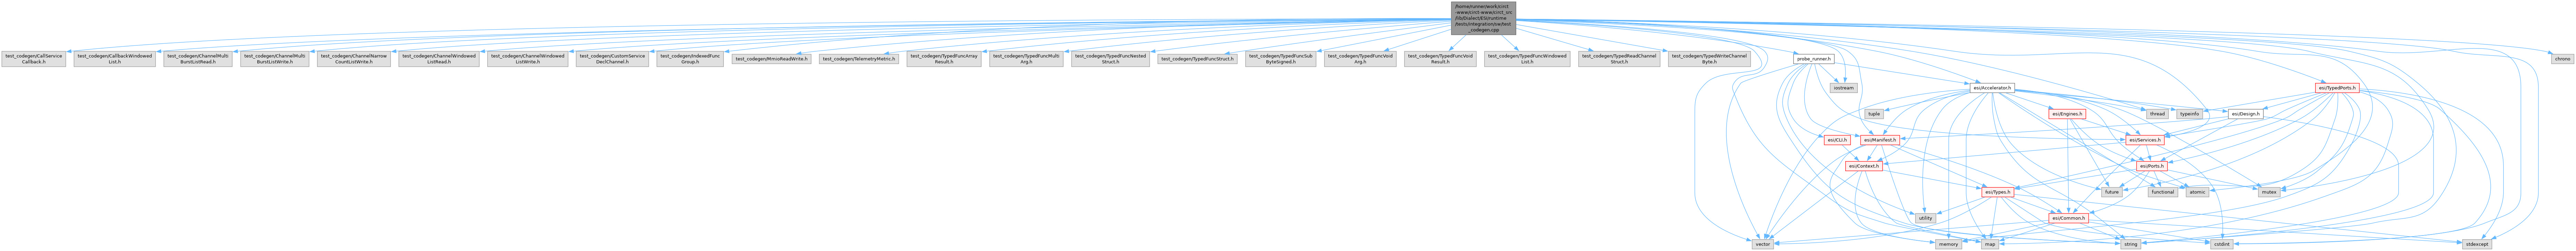 /home/runner/work/circt
-www/circt-www/circt_src
/lib/Dialect/ESI/runtime
/tests/integration/sw/test
_codegen.cpp
test_codegen/CallService
Callback.h
test_codegen/CallbackWindowed
List.h
test_codegen/ChannelMulti
BurstListRead.h
test_codegen/ChannelMulti
BurstListWrite.h
test_codegen/ChannelNarrow
CountListWrite.h
test_codegen/ChannelWindowed
ListRead.h
test_codegen/ChannelWindowed
ListWrite.h
test_codegen/CustomService
DeclChannel.h
test_codegen/IndexedFunc
Group.h
test_codegen/MmioReadWrite.h
test_codegen/TelemetryMetric.h
test_codegen/TypedFuncArray
Result.h
test_codegen/TypedFuncMulti
Arg.h
test_codegen/TypedFuncNested
Struct.h
test_codegen/TypedFuncStruct.h
test_codegen/TypedFuncSub
ByteSigned.h
test_codegen/TypedFuncVoid
Arg.h
test_codegen/TypedFuncVoid
Result.h
test_codegen/TypedFuncWindowed
List.h
test_codegen/TypedReadChannel
Struct.h
test_codegen/TypedWriteChannel
Byte.h
probe_runner.h
chrono
iostream
esi/Accelerator.h
esi/TypedPorts.h
tuple
esi/Engines.h
thread
typeinfo
esi/Design.h
esi/CLI.h
esi/Manifest.h
esi/Services.h
esi/Context.h
esi/Ports.h
esi/Types.h
future
functional
atomic
mutex
utility
esi/Common.h
vector
memory
map
string
cstdint
stdexcept